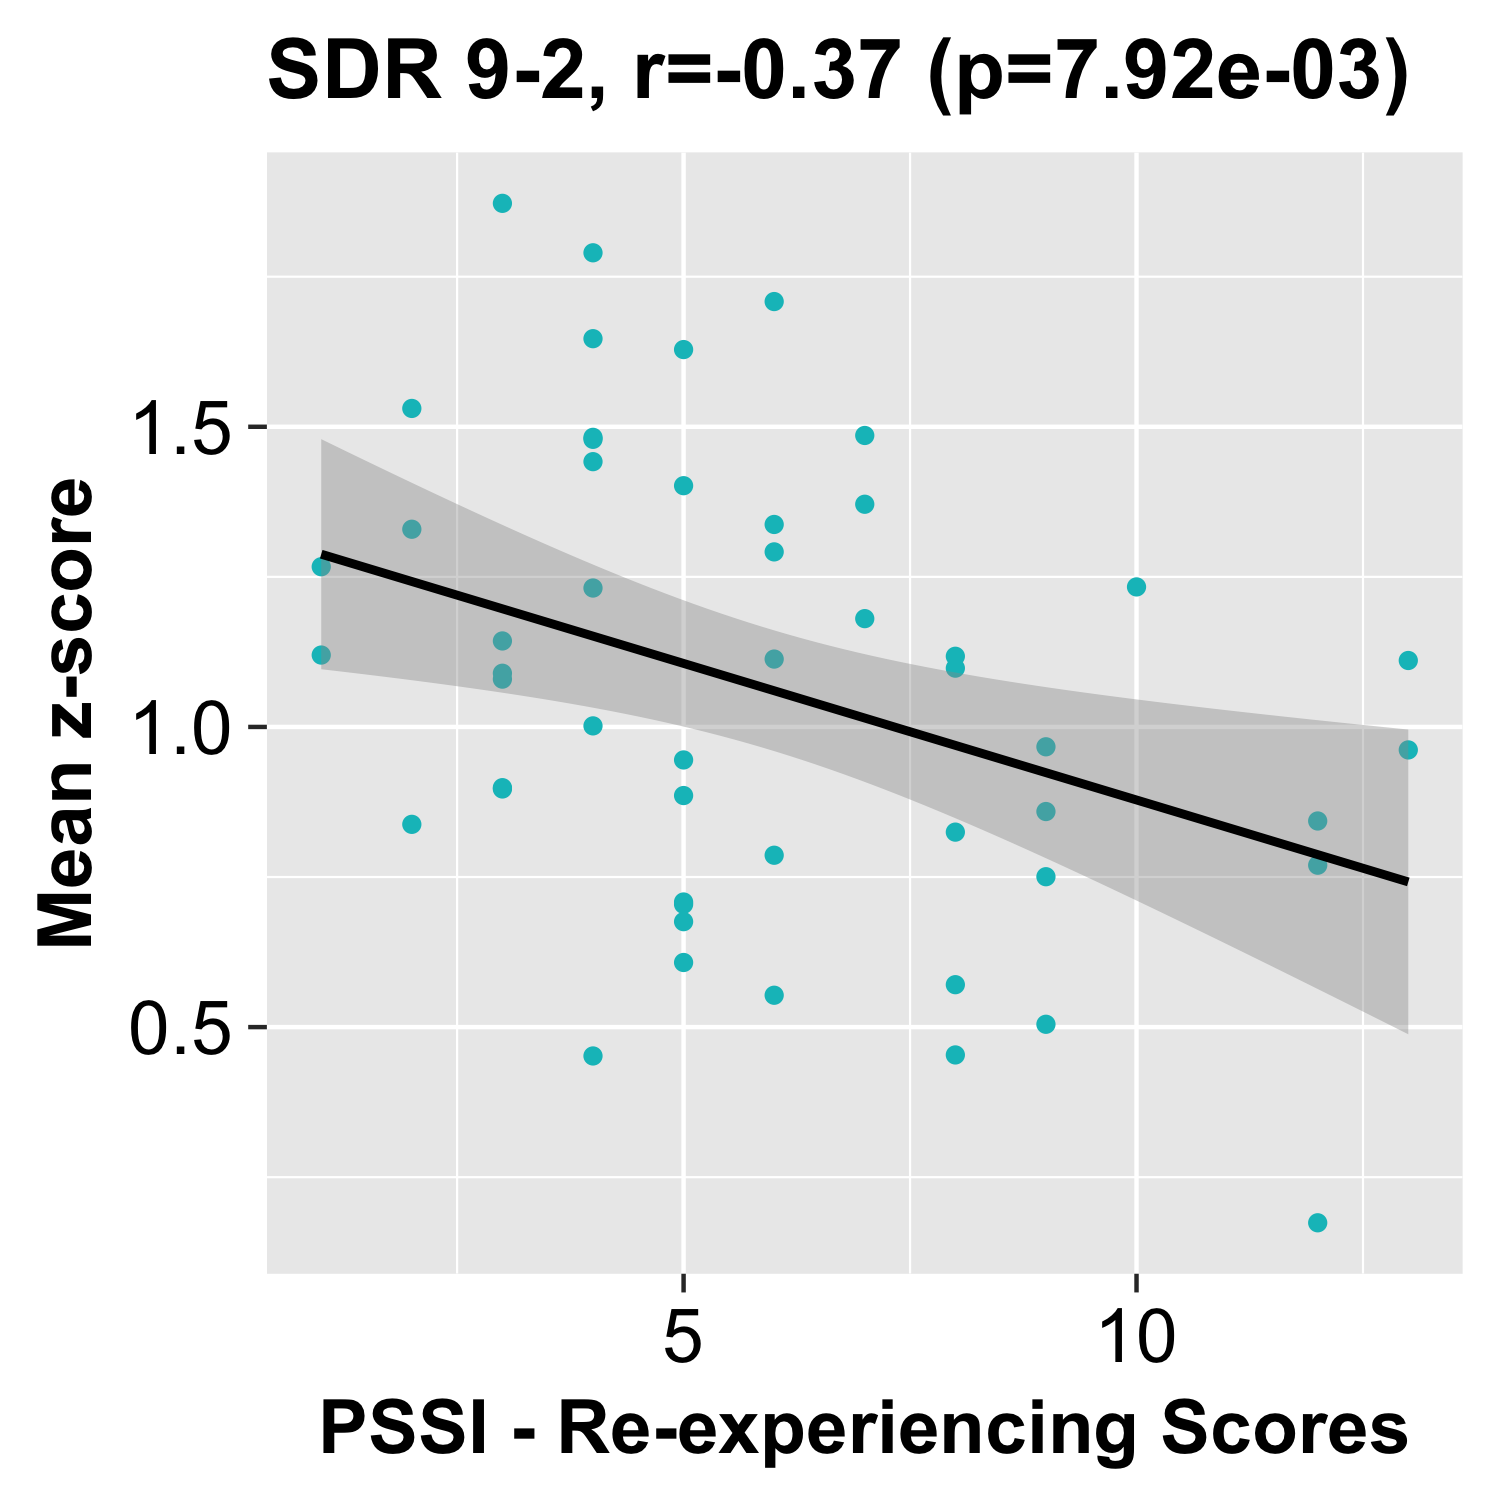 SDR 9-2, r=-0.37 (p=7.92e-03)
Mean z-score
1.5
1.0
0.5
5 10
PSSI - Re-experiencing Scores